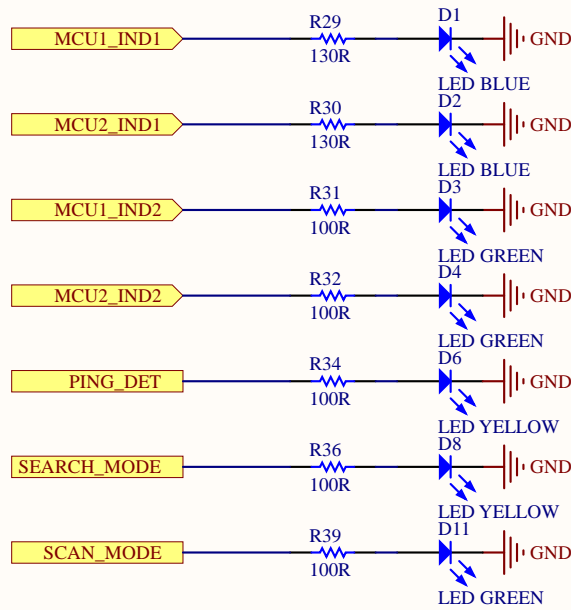 R29
D1
MCU1_IND1
GND
130R
LED BLUE
R30
D2
MCU2_IND1
GND
130R
LED BLUE
R31
D3
MCU1_IND2
GND
100R
LED GREEN
R32
D4
MCU2_IND2
GND
100R
LED GREEN
R34
D6
PING_DET
GND
100R
LED YELLOW
R36
D8
SEARCH_MODE
GND
100R
LED YELLOW
R39
D11
SCAN_MODE
GND
100R
LED GREEN